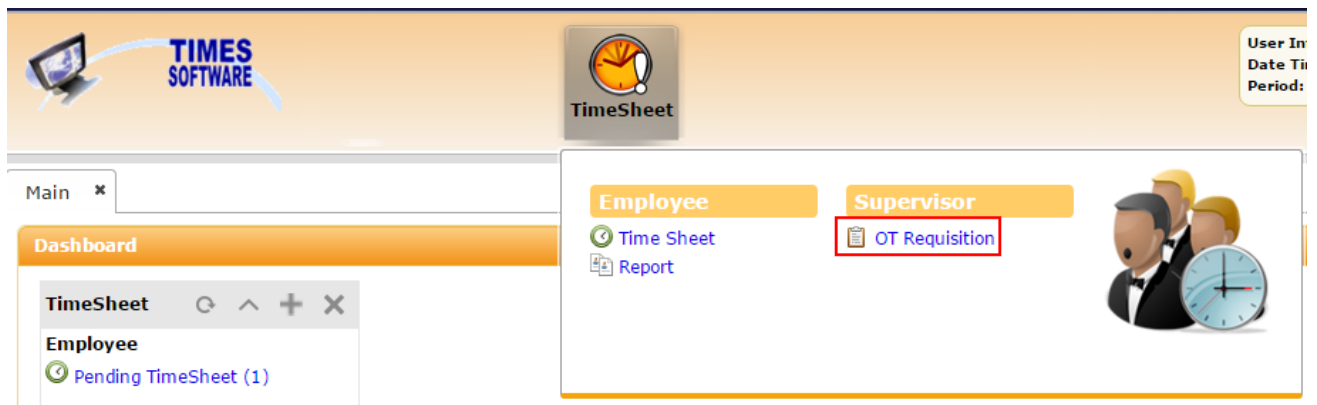 TIMES
SOFTWARE
TimeSheet
User In
Date Ti
Period:
Main
Employee
Supervisor
Time Sheet
OT Requisition
Report
Dashboard
TimeSheet
Employee
Pending TimeSheet (1)